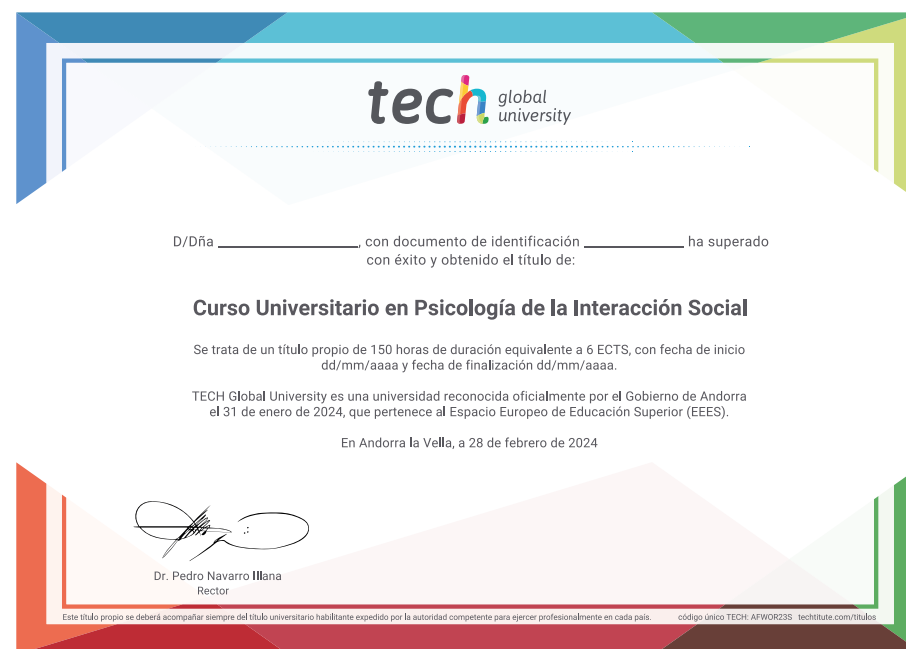 tech global
university
D/Dña ____________, con documento de identificación ____________ ha superado
con éxito y obtenido el título de:
Curso Universitario en Psicología de la Interacción Social
Se trata de un título propio de 150 horas de duración equivalente a 6 ECTS, con fecha de inicio
dd/mm/aaaa y fecha de finalización dd/mm/aaaa.
TECH Global University es una universidad reconocida oficialmente por el Gobierno de Andorra
el 31 de enero de 2024, que pertenece al Espacio Europeo de Educación Superior (EEES).
En Andorra la Vella, a 28 de febrero de 2024
Dr. Pedro Navarro Illana
Rector
Este título propio se deberá acompañar siempre del título universitario habilitante expedido por la autoridad competente para ejercer profesionalmente en cada país. código único TECH: AFWOR23S techtitute.com/titulos